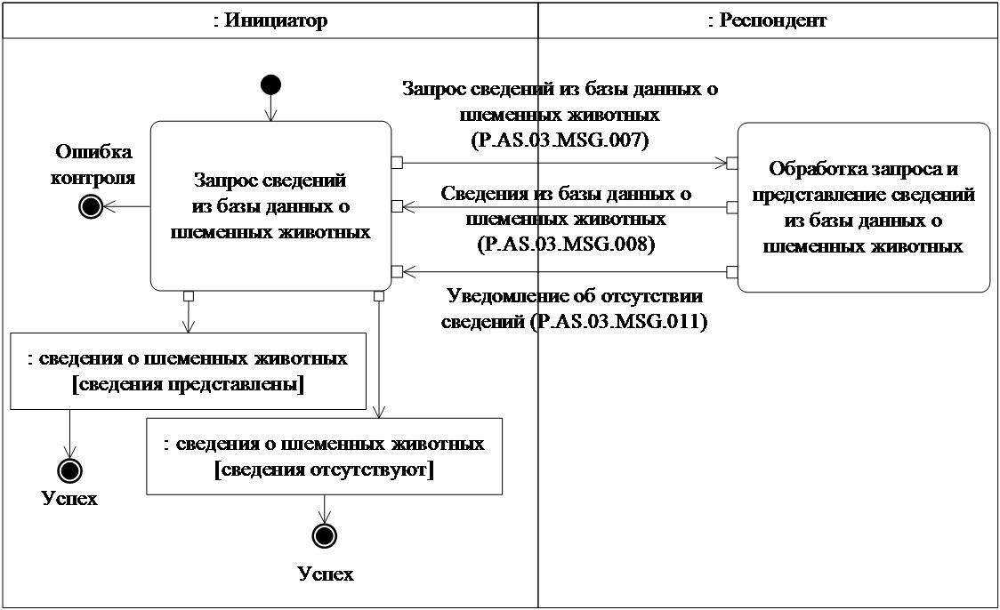 : Инициатор
: Респондент
Запрос сведений из базы данных о
племенных животных
(P.AS.03.MSG.007)
Ошибка
контроля
Запрос сведений
из базы данных о
племенных животных
Обработка запроса и
представление сведений
из базы данных о
племенных животных
Сведения из базы данных о
племенных животных
(P.AS.03.MSG.008)
Уведомление об отсутствии
сведений (P.AS.03.MSG.011)
: сведения о племенных животных
[сведения представлены]
: сведения о племенных животных
[сведения отсутствуют]
Успех
Успех